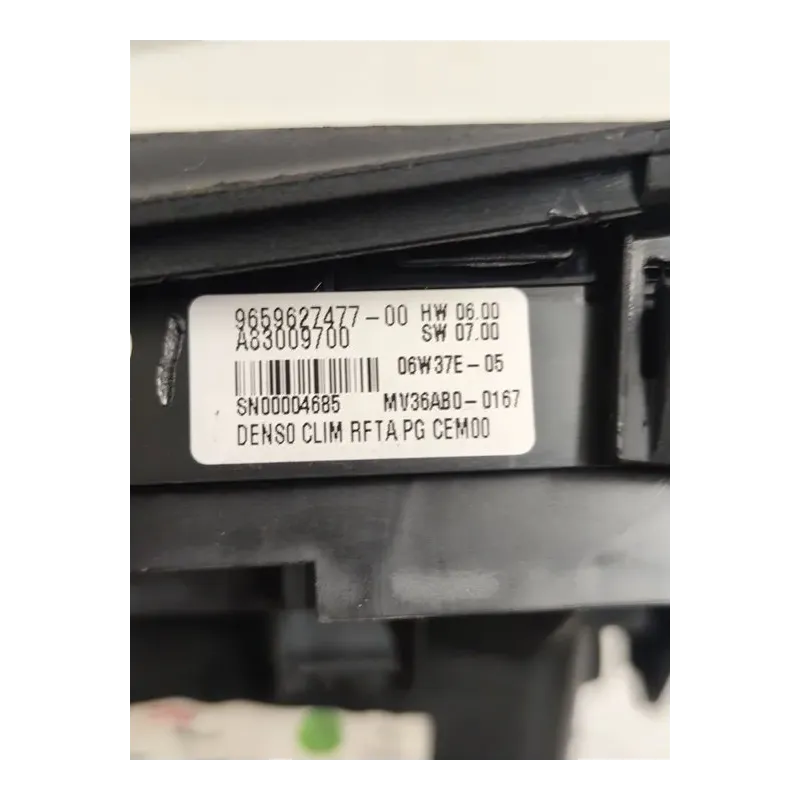 9659627477-00 HW 06.00
A83009700 SW 07.00
06W37E-05
SN00004685 MV36AB0-0167
DENSO CLIM RFTA PG CEM00